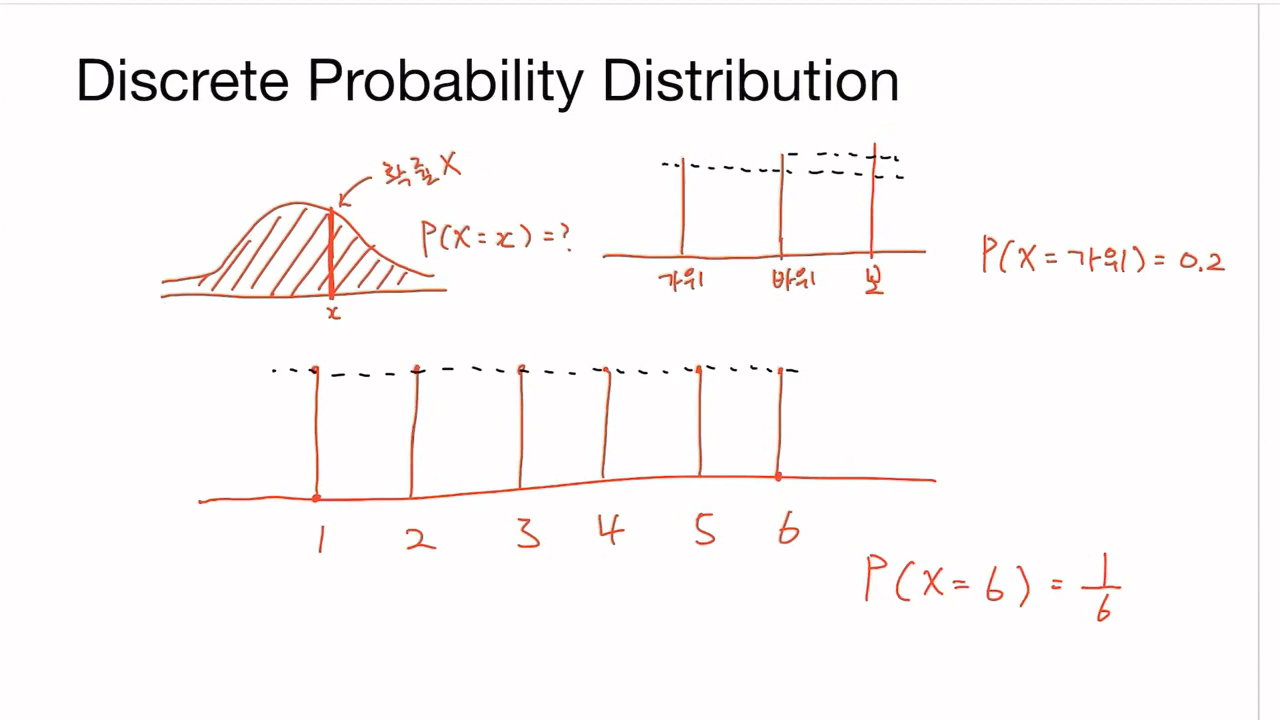 Discrete Probability Distribution
확률 X
P(X=x)=?
x
가위 바위 보
P(X=가위)=0.2
1 2 3 4 5 6
P(X=6)=1/6